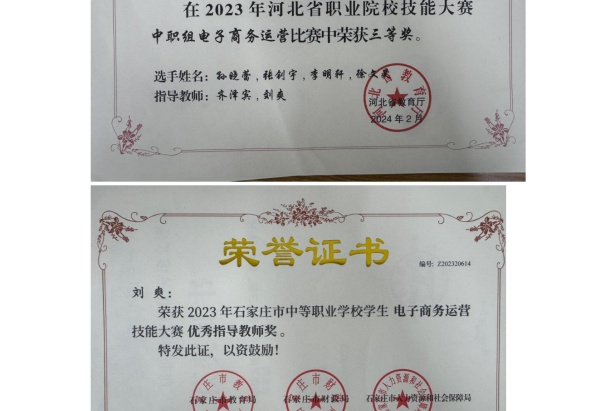 在2023年河北省职业院校技能大赛
中职组电子商务运营比赛中荣获三等奖。
选手姓名：孙晓蕾，张创宇，李明轩，徐文昊
指导教师：齐泽宾，刘爽
河北省教育厅
2024年2月
荣誉证书
编号：Z202320614
刘 爽：
荣获2023年石家庄市中等职业学校学生 电子商务运营
技能大赛 优秀指导教师奖。
特发此证，以资鼓励！
石家庄市教育局 石家庄市财政局 石家庄市人力资源和社会保障局